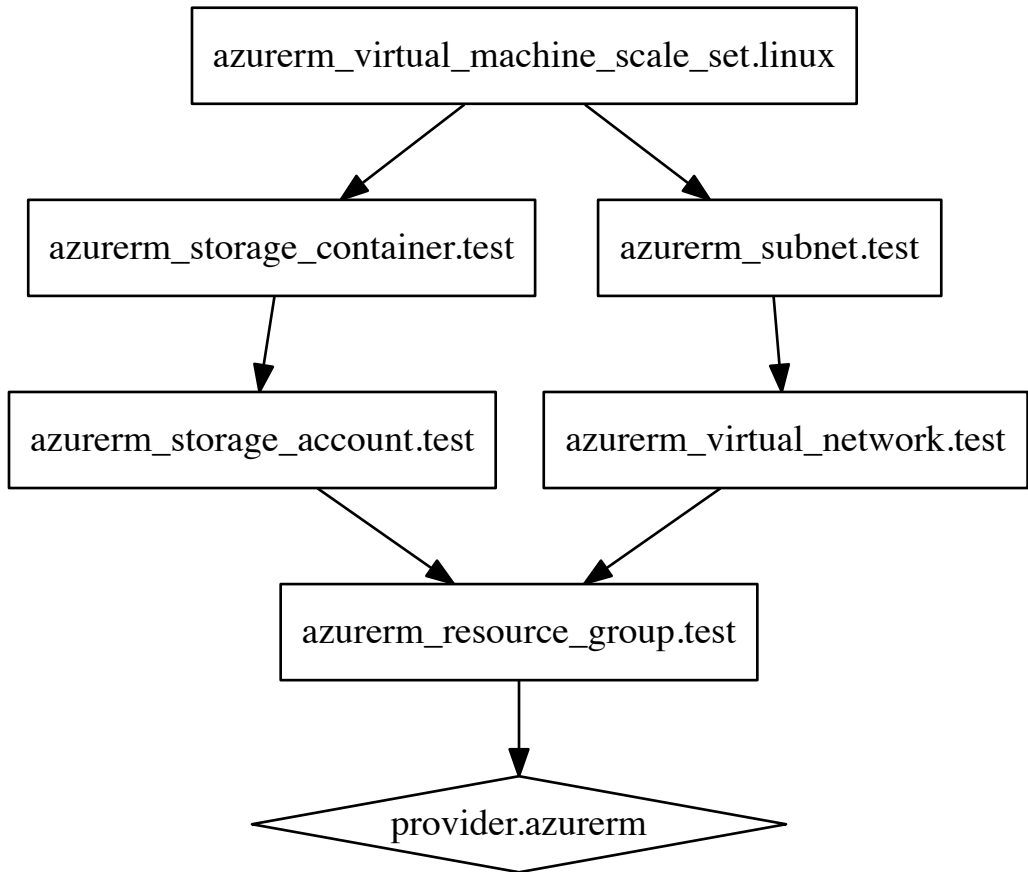 azurerm_virtual_machine_scale_set.linux
azurerm_storage_container.test
azurerm_subnet.test
azurerm_storage_account.test
azurerm_virtual_network.test
azurerm_resource_group.test
provider.azurerm